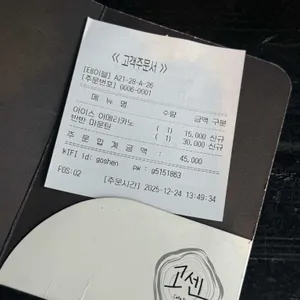 << 고객주문서 >>
[테이블] A21-28-A-26
[주문번호] 0006-0001
메 뉴 명 수량 금액 구분
아이스 아메리카노 ( 1) 15,000 신규
반반 마운틴 ( 1) 30,000 신규
주 문 합 계 금 액 : 45,000
WIFI id: goshen pw : g5151863
POS:02 [주문시간] 2025-12-24 13:49:34
고센